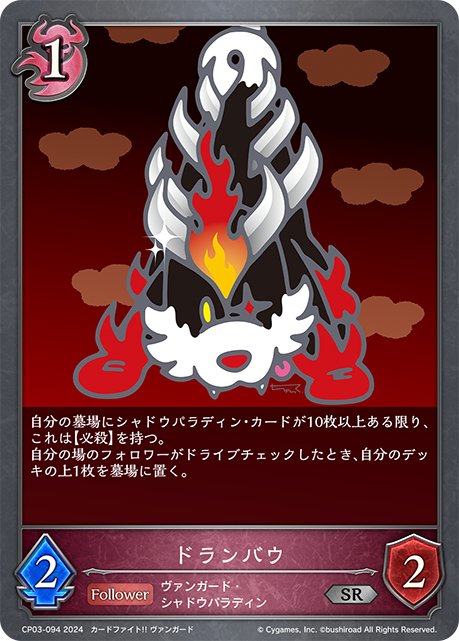 1
自分の墓場にシャドウパラディン・カードが10枚以上ある限り、
これは【必殺】を持つ。
自分の場のフォロワーがドライブチェックしたとき、自分のデッ
キの上1枚を墓場に置く。
ドランバウ
2
Follower
ヴァンガード・
シャドウパラディン
SR
2
CP03-094 2024 カードファイト!! ヴァンガード
© Cygames, Inc. ©bushiroad All Rights Reserved.